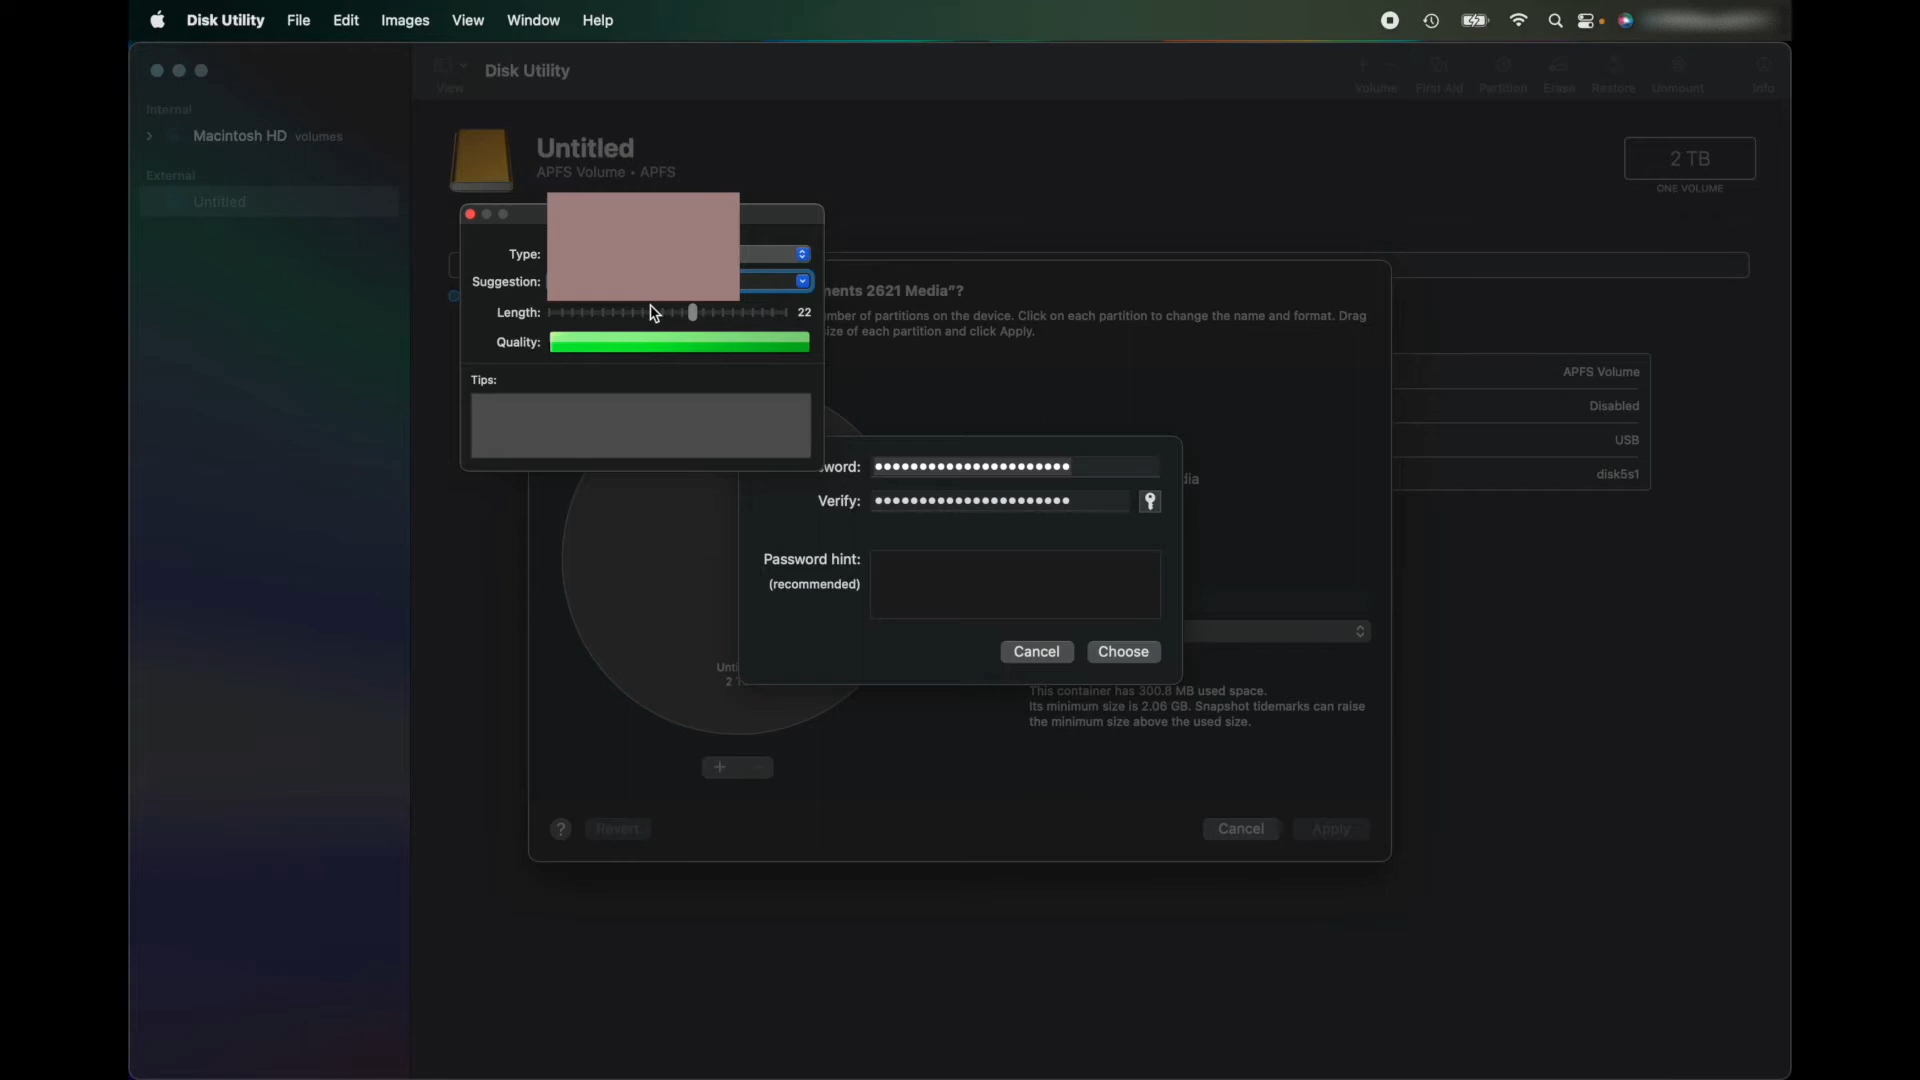 Disk Utility File Edit Images View Window Help
Disk Utility
View
Volume First Aid Partition Erase Restore Unmount Info
Internal
Macintosh HD volumes
External
Untitled
Untitled
APFS Volume • APFS
2 TB
ONE VOLUME
Type:
Suggestion:
Length: 22
Quality:
Tips:
ents 2621 Media"?
mber of partitions on the device. Click on each partition to change the name and format. Drag
ize of each partition and click Apply.
APFS Volume
Disabled
USB
disk5s1
dia
word: ••••••••••••••••••••••
Verify: ••••••••••••••••••••••
Password hint:
(recommended)
Cancel Choose
Unti
2 T
This container has 300.8 MB used space.
Its minimum size is 2.06 GB. Snapshot tidemarks can raise
the minimum size above the used size.
+ −
? Revert Cancel Apply